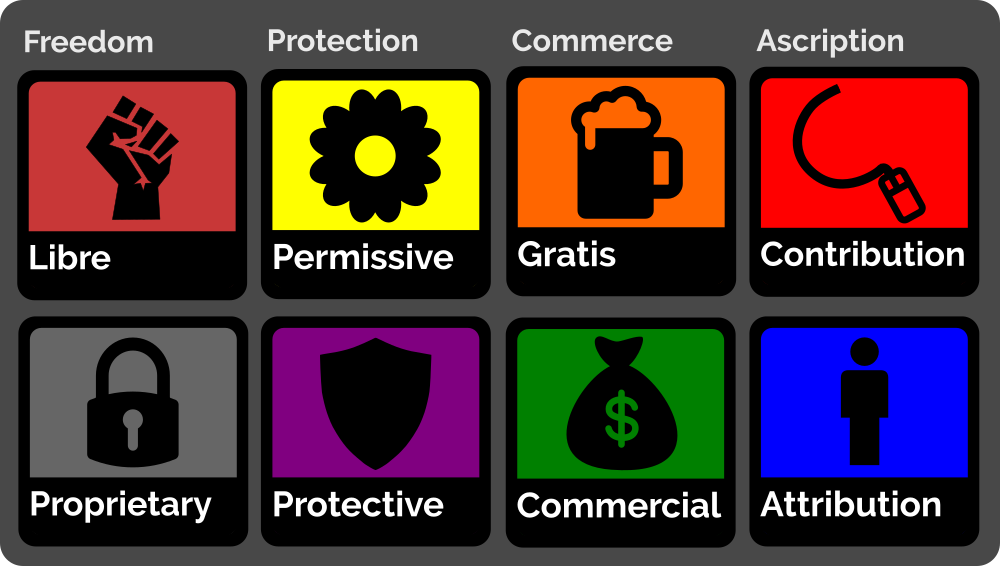 Freedom
Protection
Commerce
Ascription
Libre
Permissive
Gratis
Contribution
$
Proprietary
Protective
Commercial
Attribution